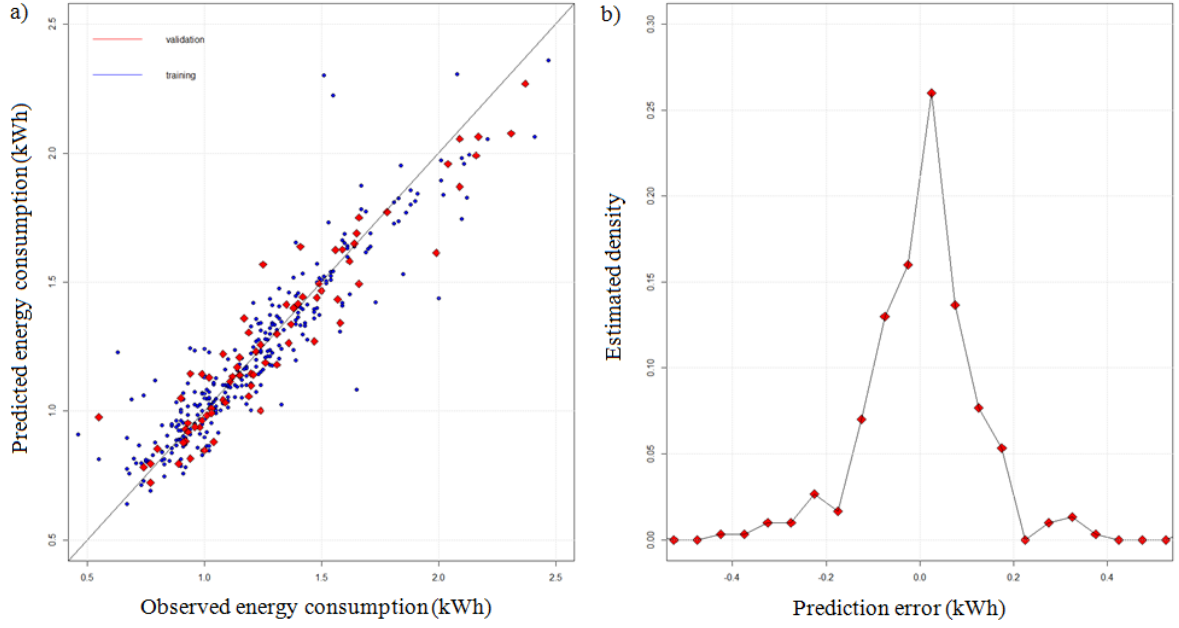 a)
validation
training
Predicted energy consumption (kWh)
2.5
2.0
1.5
1.0
0.5
0.5 1.0 1.5 2.0 2.5
Observed energy consumption (kWh)
b)
Estimated density
0.30
0.25
0.20
0.15
0.10
0.05
0.00
-0.4 -0.2 0.0 0.2 0.4
Prediction error (kWh)